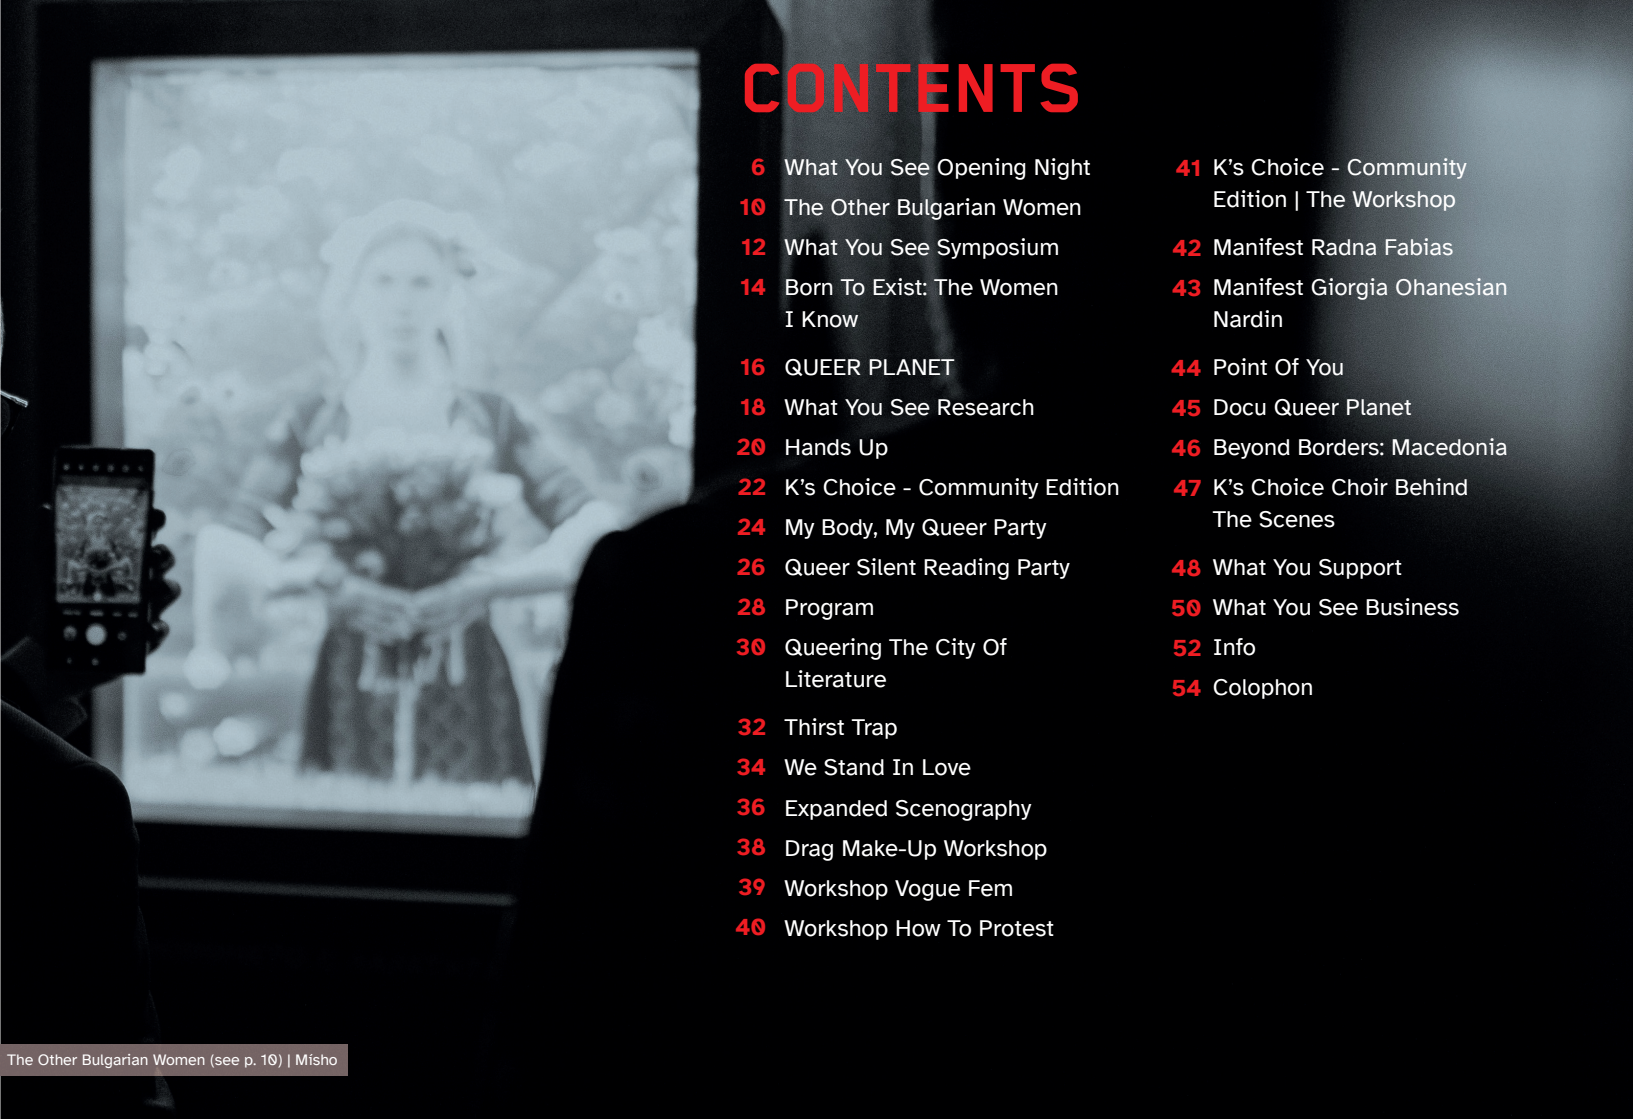 CONTENTS
6 What You See Opening Night
10 The Other Bulgarian Women
12 What You See Symposium
14 Born To Exist: The Women
I Know
16 QUEER PLANET
18 What You See Research
20 Hands Up
22 K’s Choice - Community Edition
24 My Body, My Queer Party
26 Queer Silent Reading Party
28 Program
30 Queering The City Of
Literature
32 Thirst Trap
34 We Stand In Love
36 Expanded Scenography
38 Drag Make-Up Workshop
39 Workshop Vogue Fem
40 Workshop How To Protest
41 K’s Choice - Community
Edition | The Workshop
42 Manifest Radna Fabias
43 Manifest Giorgia Ohanesian
Nardin
44 Point Of You
45 Docu Queer Planet
46 Beyond Borders: Macedonia
47 K’s Choice Choir Behind
The Scenes
48 What You Support
50 What You See Business
52 Info
54 Colophon
The Other Bulgarian Women (see p. 10) | Misho